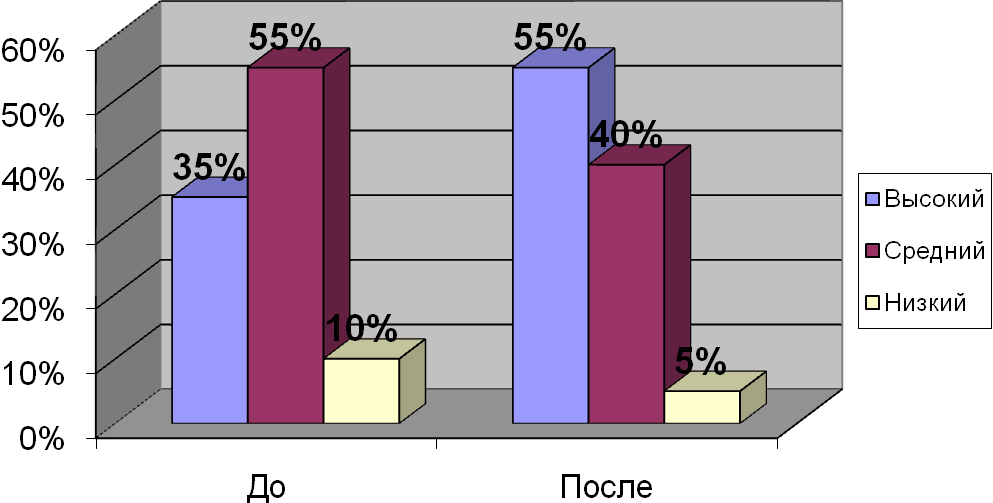 60%
50%
40%
30%
20%
10%
0%
55%
55%
35%
40%
10%
5%
До
После
Высокий
Средний
Низкий